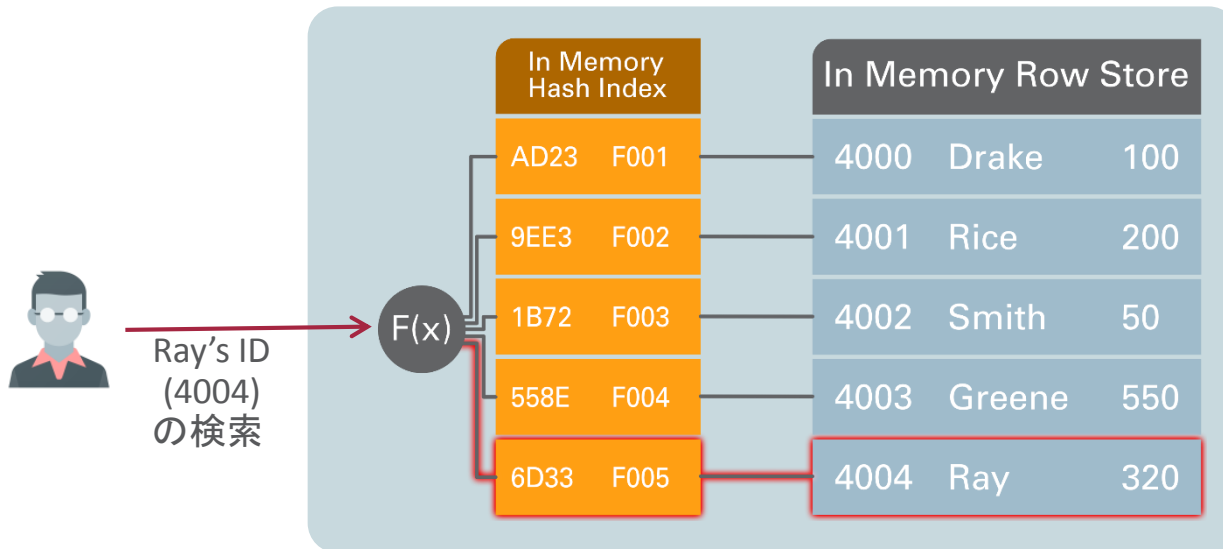 In Memory
Hash Index
In Memory Row Store
AD23 F001
4000 Drake 100
9EE3 F002
4001 Rice 200
F(x)
1B72 F003
4002 Smith 50
Ray’s ID
(4004)
の検索
558E F004
4003 Greene 550
6D33 F005
4004 Ray 320